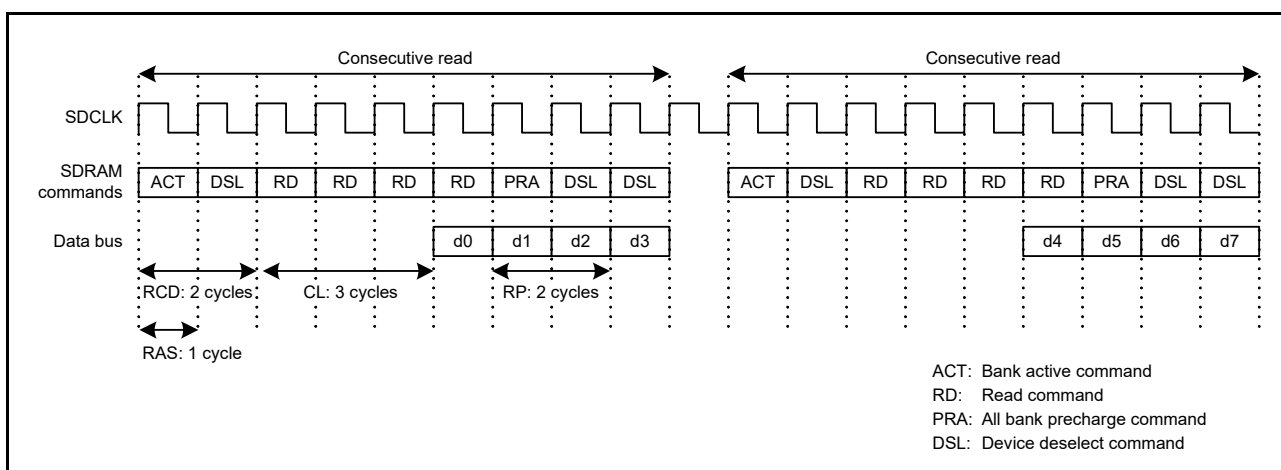 Consecutive read Consecutive read
SDCLK
SDRAM
commands
ACT DSL RD RD RD RD PRA DSL DSL ACT DSL RD RD RD RD PRA DSL DSL
Data bus
d0 d1 d2 d3 d4 d5 d6 d7
RCD: 2 cycles CL: 3 cycles RP: 2 cycles
RAS: 1 cycle
ACT: Bank active command
RD: Read command
PRA: All bank precharge command
DSL: Device deselect command